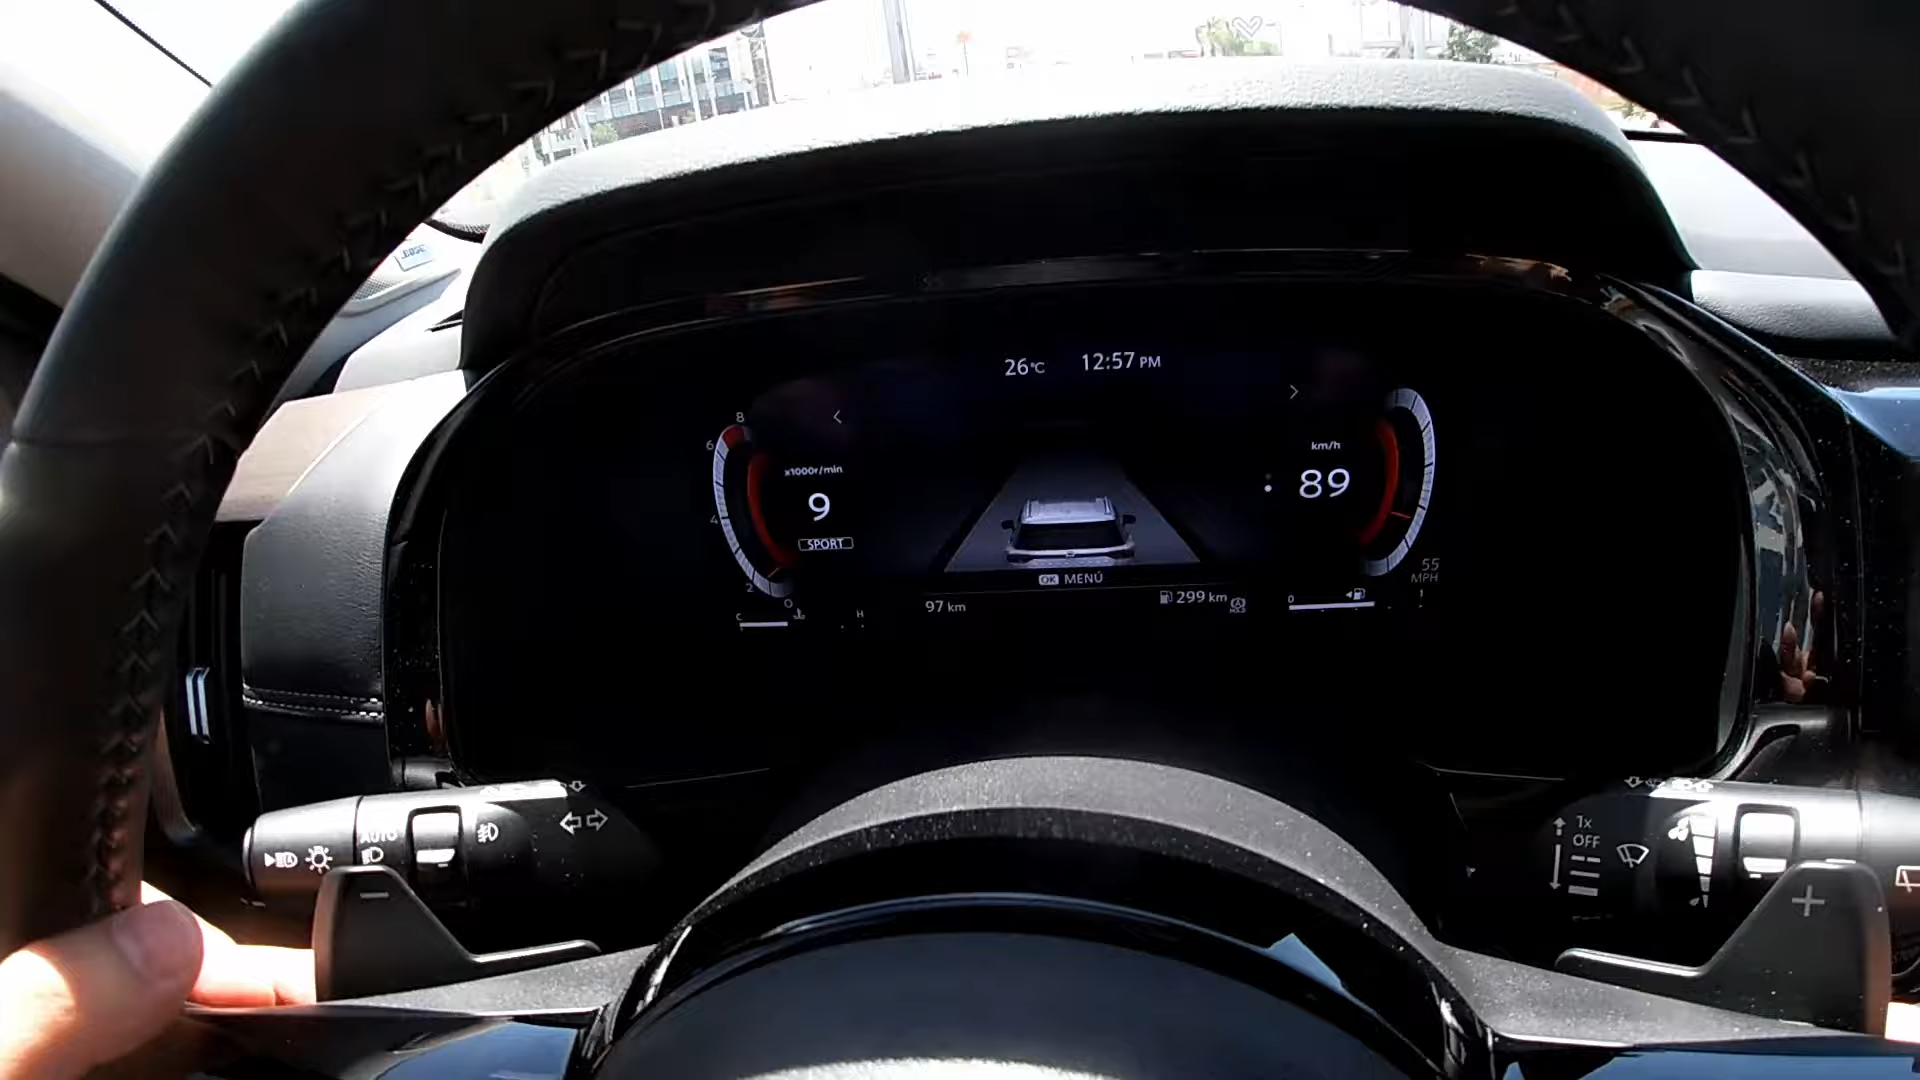 26°C 12:57 PM
8
6
x1000r/min
9
SPORT
4
2
0
km/h
89
55
MPH
OK MENÚ
97 km
299 km
C
H
0
1
AUTO
1x
OFF